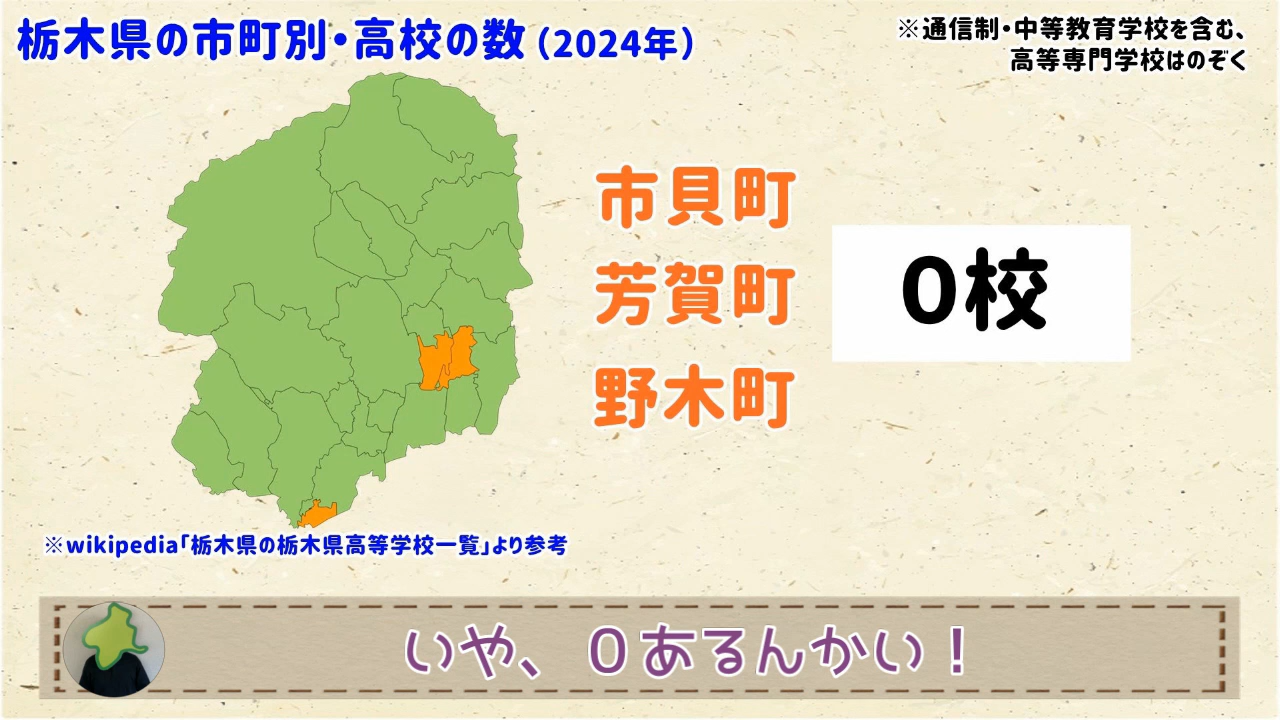 栃木県の市町別・高校の数(2024年)
※通信制・中等教育学校を含む、
高等専門学校はのぞく
市貝町
芳賀町
野木町
0校
※wikipedia「栃木県の栃木県高等学校一覧」より参考
いや、0あるんかい！